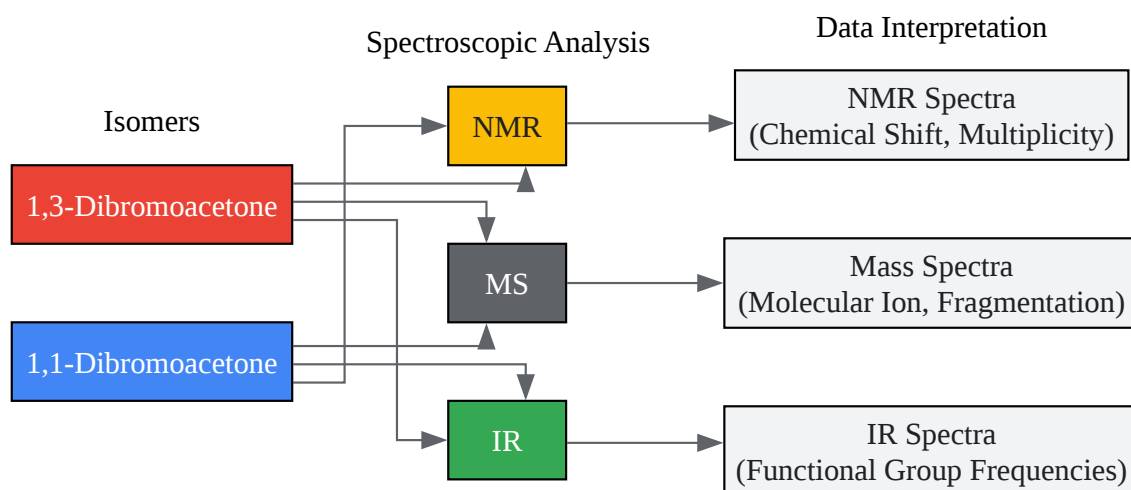 Isomers
Spectroscopic Analysis
Data Interpretation
1,3-Dibromoacetone
1,1-Dibromoacetone
NMR
MS
IR
NMR Spectra
(Chemical Shift, Multiplicity)
Mass Spectra
(Molecular Ion, Fragmentation)
IR Spectra
(Functional Group Frequencies)